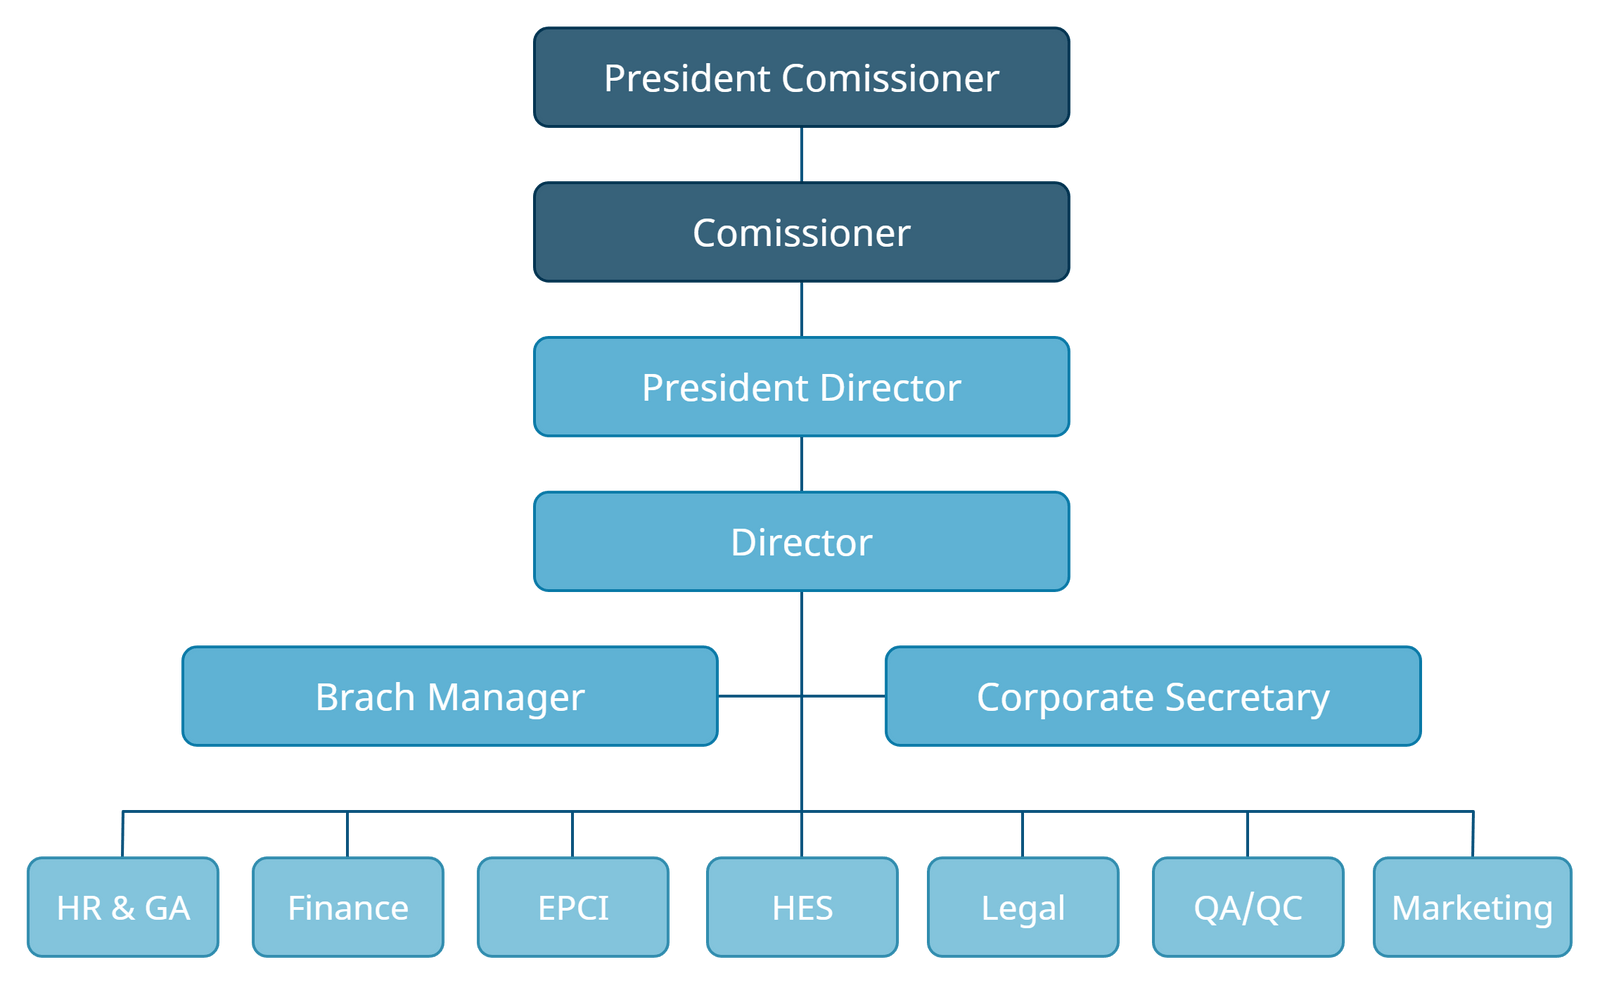 President Comissioner
Comissioner
President Director
Director
Brach Manager
Corporate Secretary
HR & GA
Finance
EPCI
HES
Legal
QA/QC
Marketing